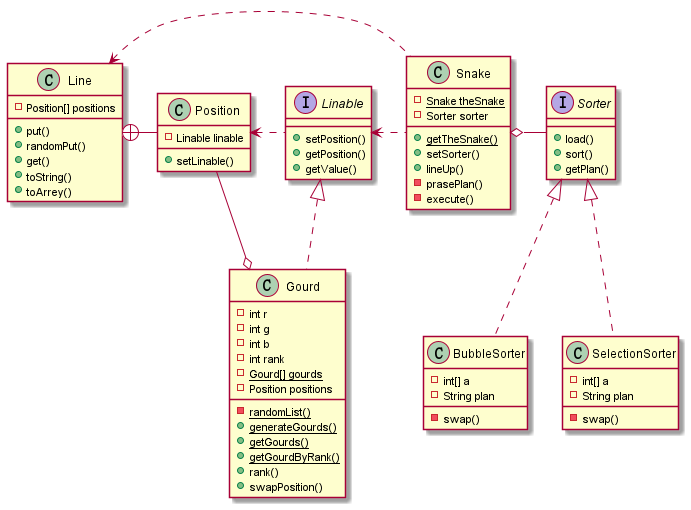 C Line
Position[] positions
put()
randomPut()
get()
toString()
toArrey()
C Position
Linable linable
setLinable()
I Linable
setPosition()
getPosition()
getValue()
C Snake
Snake theSnake
Sorter sorter
getTheSnake()
setSorter()
lineUp()
prasePlan()
execute()
I Sorter
load()
sort()
getPlan()
C Gourd
int r
int g
int b
int rank
Gourd[] gourds
Position positions
randomList()
generateGourds()
getGourds()
getGourdByRank()
rank()
swapPosition()
C BubbleSorter
int[] a
String plan
swap()
C SelectionSorter
int[] a
String plan
swap()